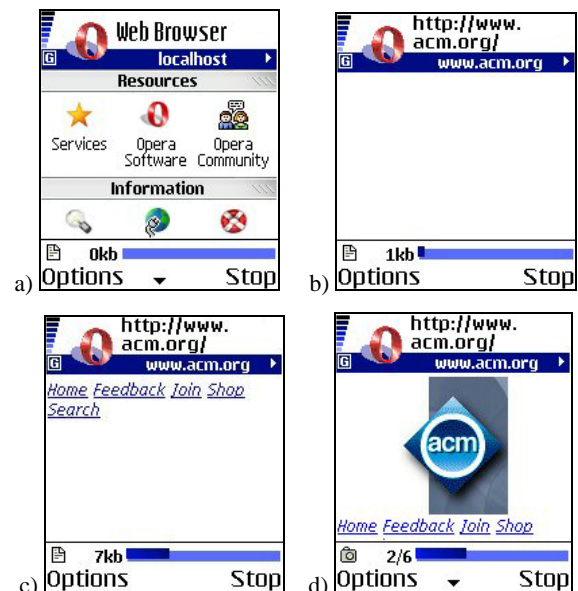 Web Browser
G localhost
Resources
Services Opera Software Opera Community
Information
0kb
a) Options Stop
http://www.
acm.org/
G www.acm.org
1kb
b) Options Stop
http://www.
acm.org/
G www.acm.org
Home Feedback Join Shop
Search
7kb
c) Options Stop
http://www.
acm.org/
G www.acm.org
acm
Home Feedback Join Shop
2/6
d) Options Stop